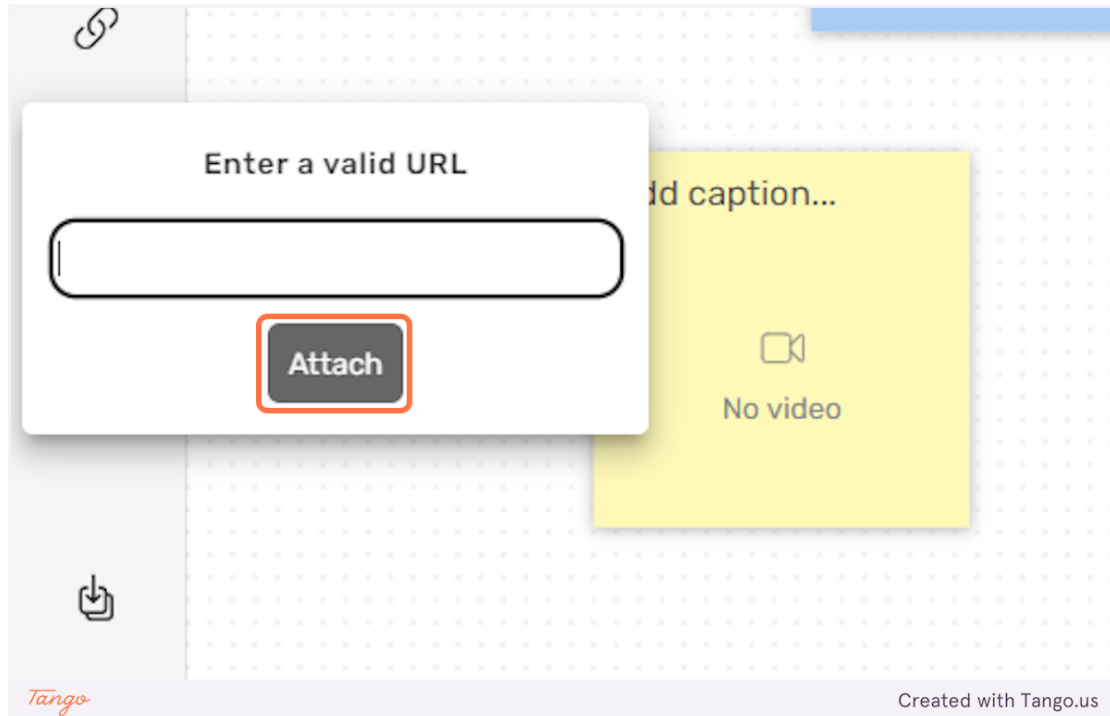 Enter a valid URL
dd caption...
Attach
No video
Tango
Created with Tango.us